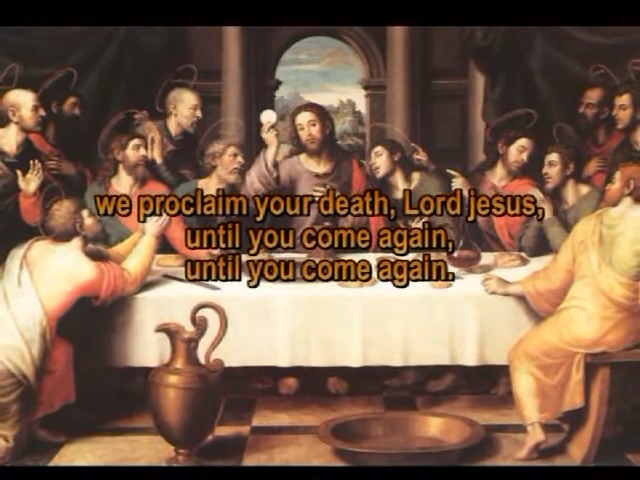 we proclaim your death, Lord jesus,
until you come again,
until you come again.